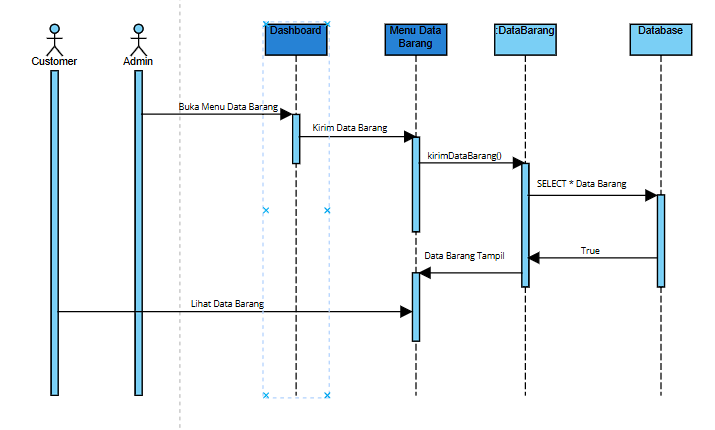 Dashboard
Menu Data
Barang
:DataBarang
Database
Customer
Admin
Buka Menu Data Barang
Kirim Data Barang
kirimDataBarang()
SELECT * Data Barang
True
Data Barang Tampil
Lihat Data Barang